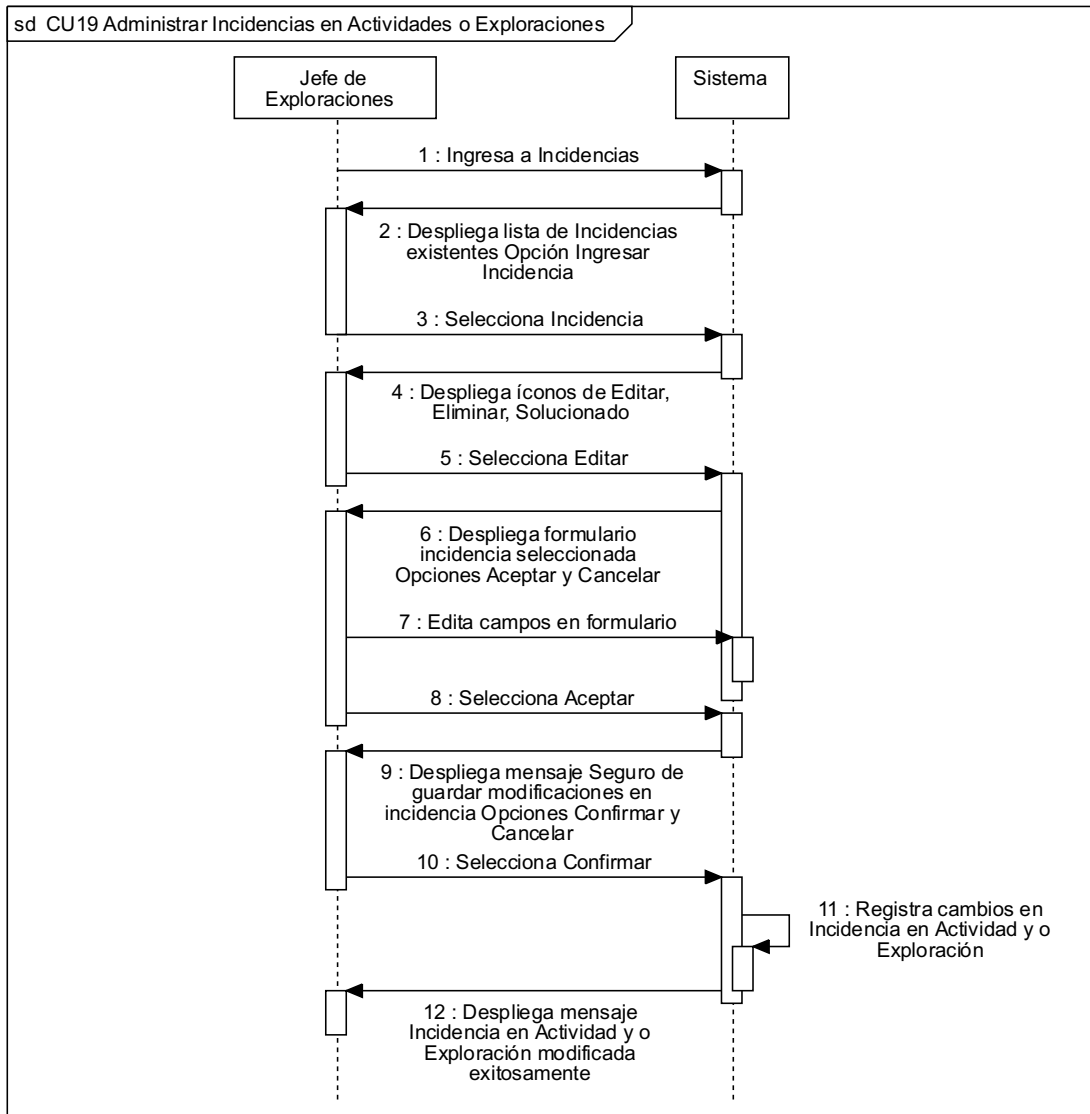 sd CU19 Administrar Incidencias en Actividades o Exploraciones
Jefe de
Exploraciones
Sistema
1 : Ingresa a Incidencias
2 : Despliega lista de Incidencias
existentes Opción Ingresar
Incidencia
3 : Selecciona Incidencia
4 : Despliega íconos de Editar,
Eliminar, Solucionado
5 : Selecciona Editar
6 : Despliega formulario
incidencia seleccionada
Opciones Aceptar y Cancelar
7 : Edita campos en formulario
8 : Selecciona Aceptar
9 : Despliega mensaje Seguro de
guardar modificaciones en
incidencia Opciones Confirmar y
Cancelar
10 : Selecciona Confirmar
11 : Registra cambios en
Incidencia en Actividad y o
Exploración
12 : Despliega mensaje
Incidencia en Actividad y o
Exploración modificada
exitosamente